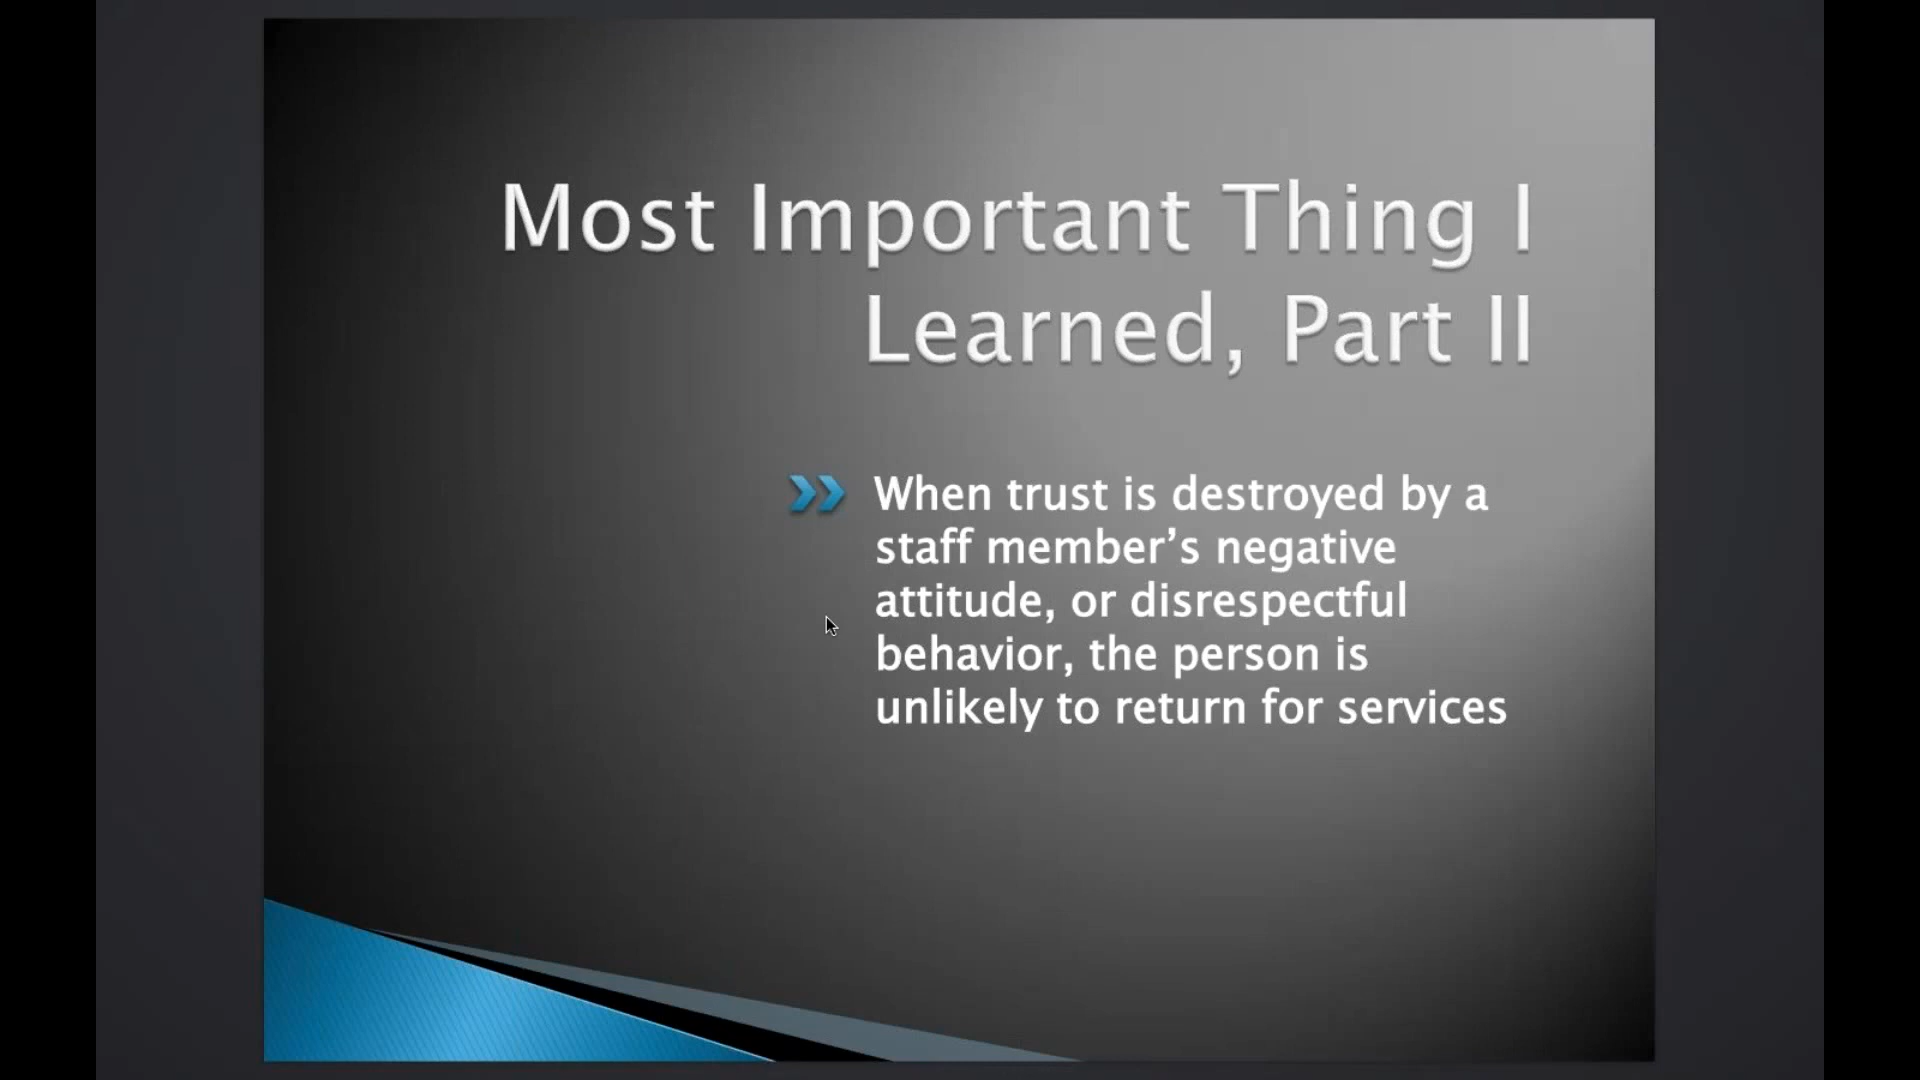 Most Important Thing I
Learned, Part II
When trust is destroyed by a
staff member’s negative
attitude, or disrespectful
behavior, the person is
unlikely to return for services